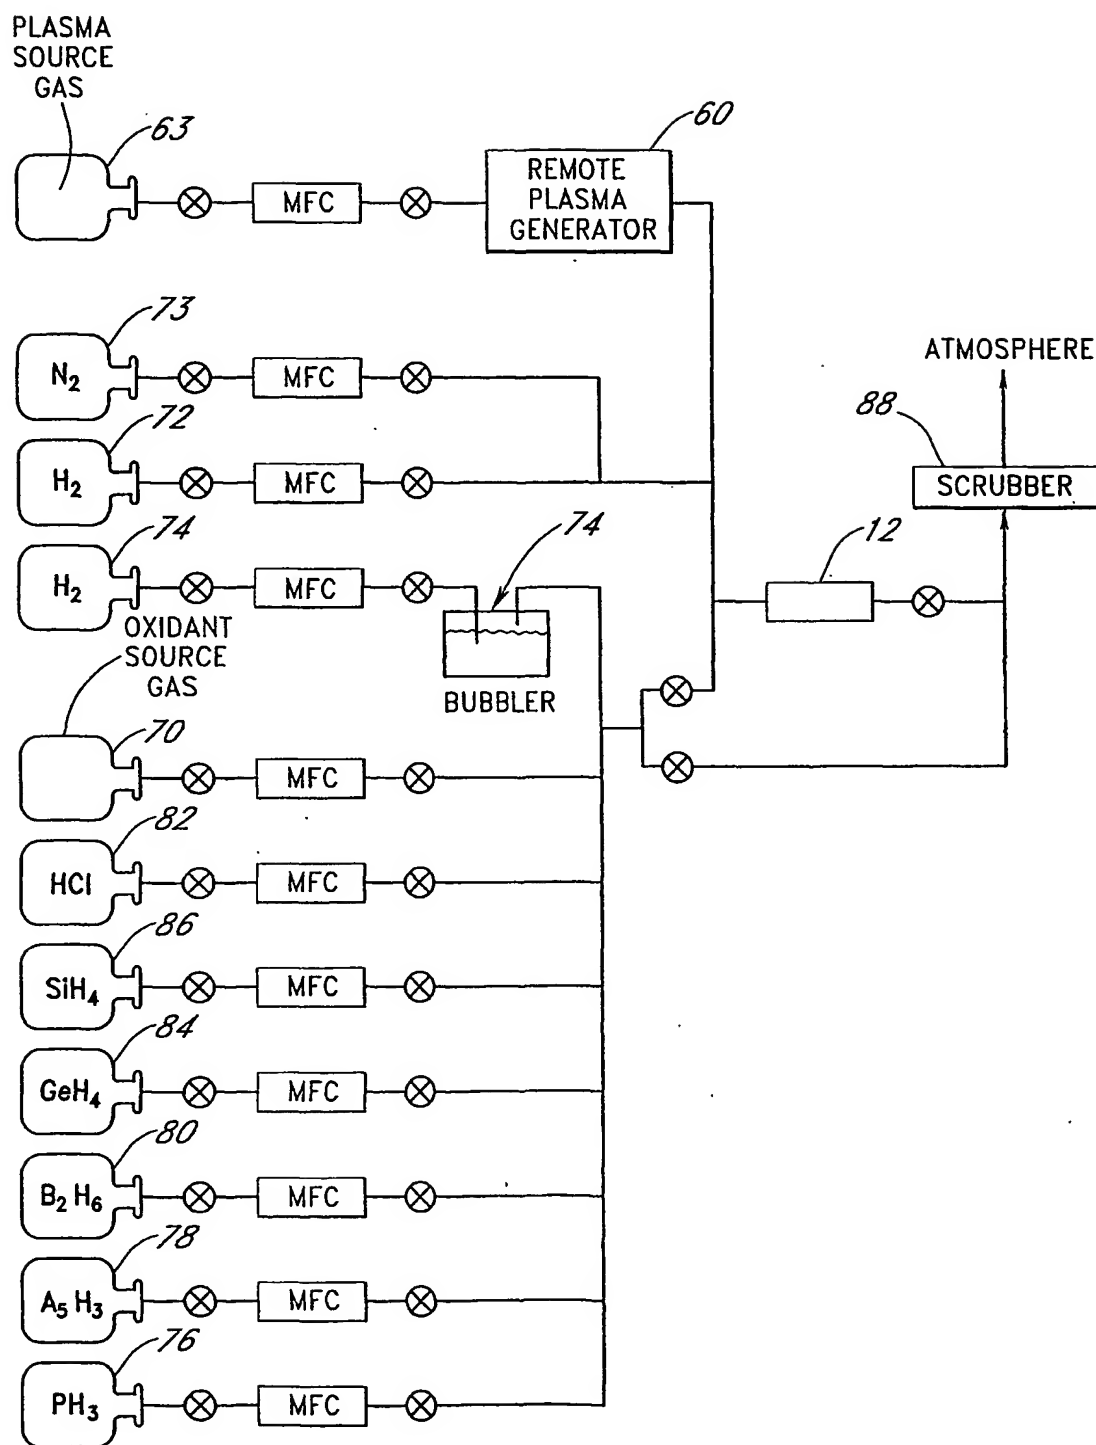 PLASMA
SOURCE
GAS
63
60
MFC
REMOTE
PLASMA
GENERATOR
73
N2
MFC
ATMOSPHERE
72
88
H2
MFC
SCRUBBER
74
74
12
H2
MFC
OXIDANT
SOURCE
GAS
BUBBLER
70
MFC
82
HCl
MFC
86
SiH4
MFC
84
GeH4
MFC
80
B2 H6
MFC
78
A5 H3
MFC
76
PH3
MFC